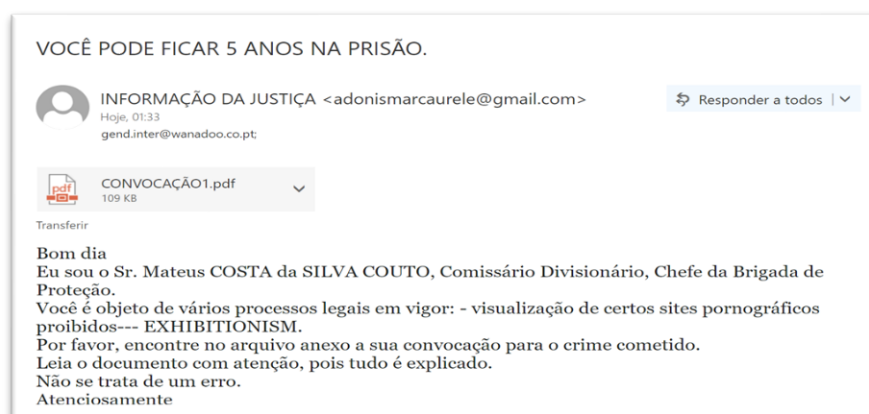 VOCÊ PODE FICAR 5 ANOS NA PRISÃO.
INFORMAÇÃO DA JUSTIÇA <adonismarcaurele@gmail.com>
Responder a todos
Hoje, 01:33
gend.inter@wanadoo.co.pt;
pdf
CONVOCAÇÃO1.pdf
109 KB
Transferir
Bom dia
Eu sou o Sr. Mateus COSTA da SILVA COUTO, Comissário Divisionário, Chefe da Brigada de
Proteção.
Você é objeto de vários processos legais em vigor: - visualização de certos sites pornográficos
proibidos--- EXHIBITIONISM.
Por favor, encontre no arquivo anexo a sua convocação para o crime cometido.
Leia o documento com atenção, pois tudo é explicado.
Não se trata de um erro.
Atenciosamente